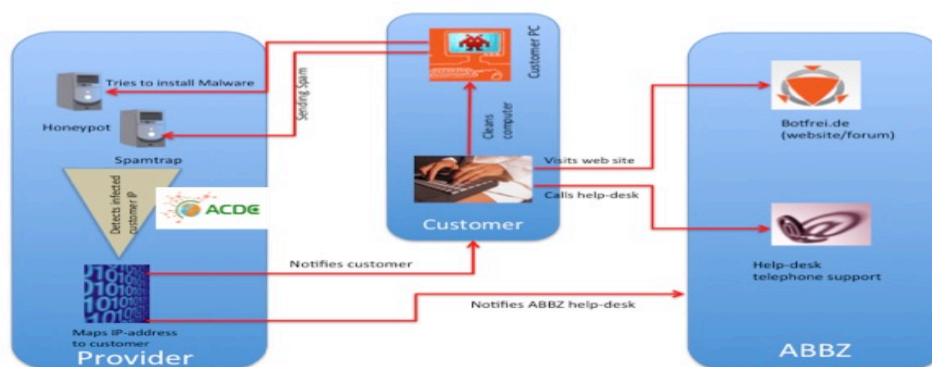 Tries to install Malware
Honeypot
Sending Spam
Spamtrap
Detects infected
customer IP
ACDC
Maps IP-address
to customer
Provider
Customer PC
Cleans
computer
Customer
Notifies customer
Notifies ABBZ help-desk
Visits web site
Calls help-desk
Botfrei.de
(website/forum)
Help-desk
telephone support
ABBZ